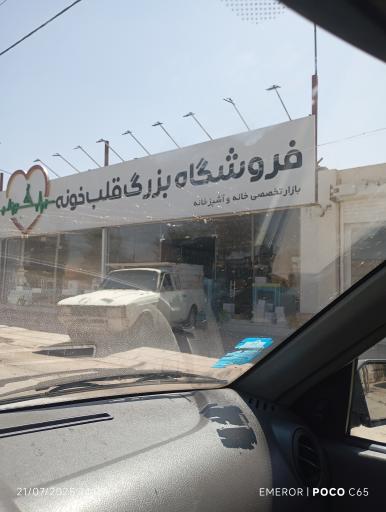 فروشگاه بزرگ قلب خونه
بازار تخصصی خانه و آشپزخانه
21/07/2025
EMEROR | POCO C65